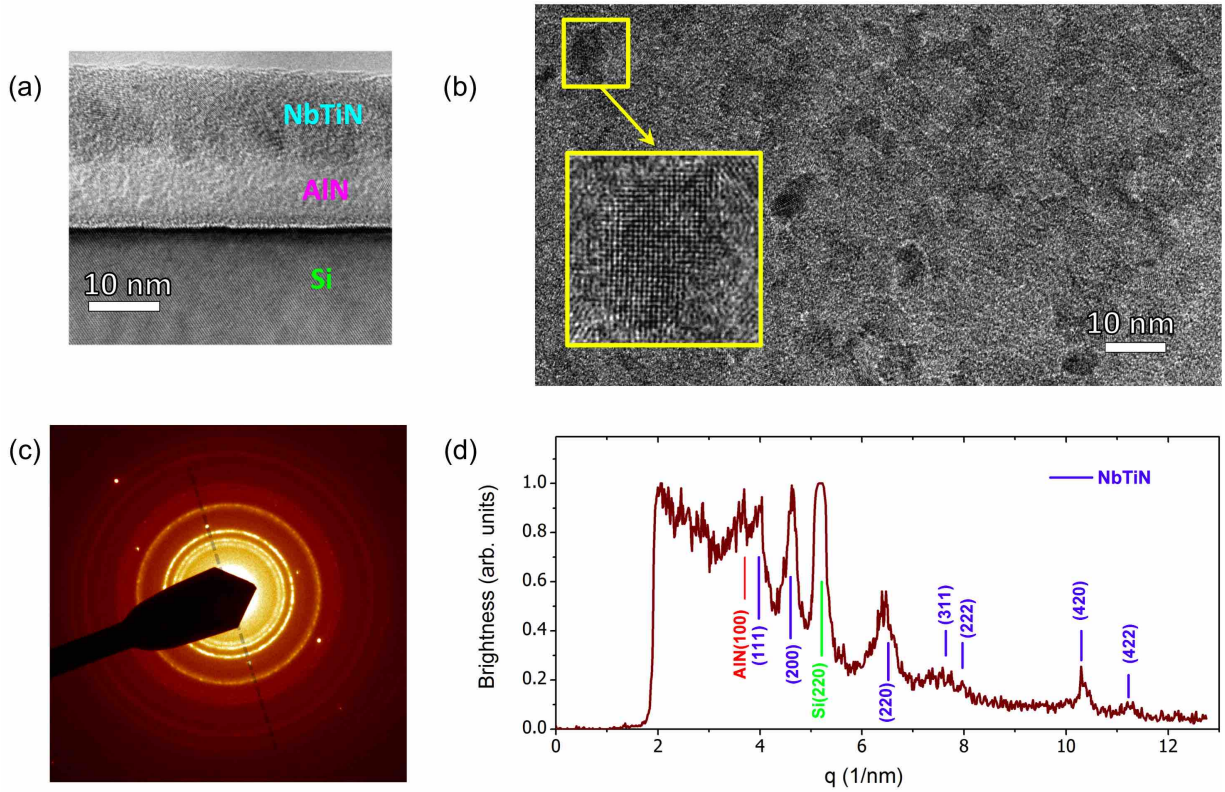 (a)
NbTiN
AlN
Si
10 nm
(b)
10 nm
(c)
(d)
Brightness (arb. units)
1.0
0.8
0.6
0.4
0.2
0.0
NbTiN
AlN(100)
(111)
(200)
Si(220)
(220)
(311)
(222)
(420)
(422)
0 2 4 6 8 10 12
q (1/nm)